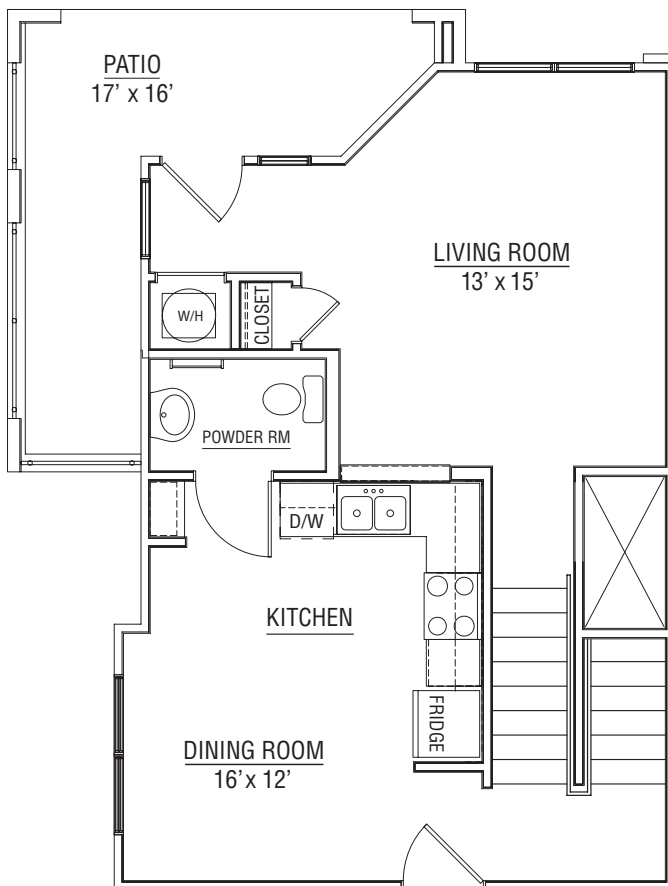 PATIO
17’ x 16’
LIVING ROOM
13’ x 15’
W/H
CLOSET
POWDER RM
D/W
KITCHEN
FRIDGE
DINING ROOM
16’x 12’